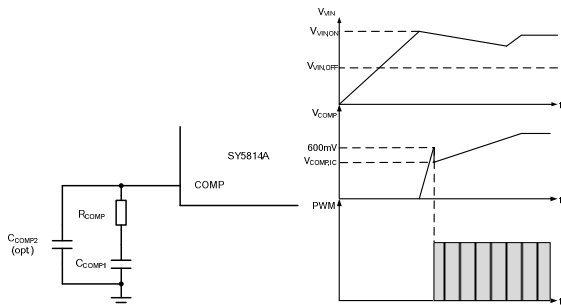 SY5814A
COMP
RCOMP
CCOMP2
(opt)
CCOMP1
VVIN
VVIN,ON
VVIN,OFF
t
VCOMP
600mV
VCOMP,IC
t
PWM
t